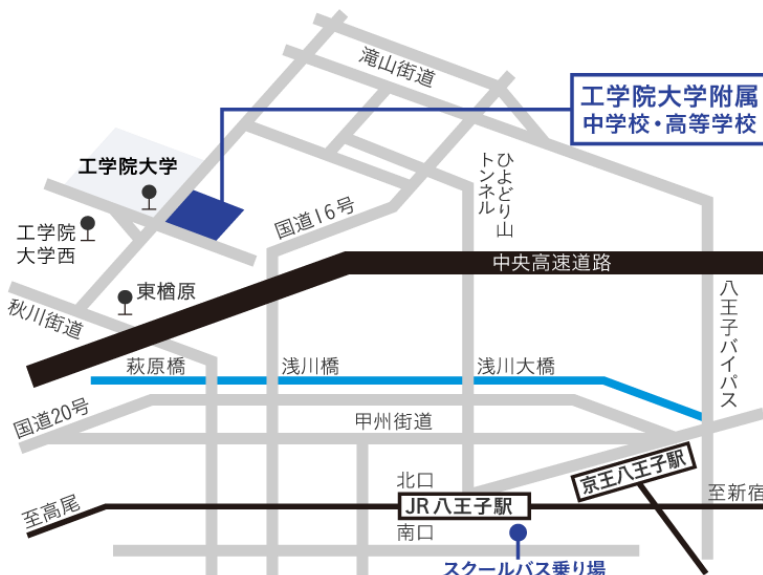 滝山街道
工学院大学附属
中学校・高等学校
工学院大学
ひよどり山
トンネル
国道16号
工学院
大学西
中央高速道路
東楢原
秋川街道
八王子バイパス
萩原橋
浅川橋
浅川大橋
国道20号
甲州街道
京王八王子駅
北口
至新宿
JR八王子駅
至高尾
南口
スクールバス乗り場